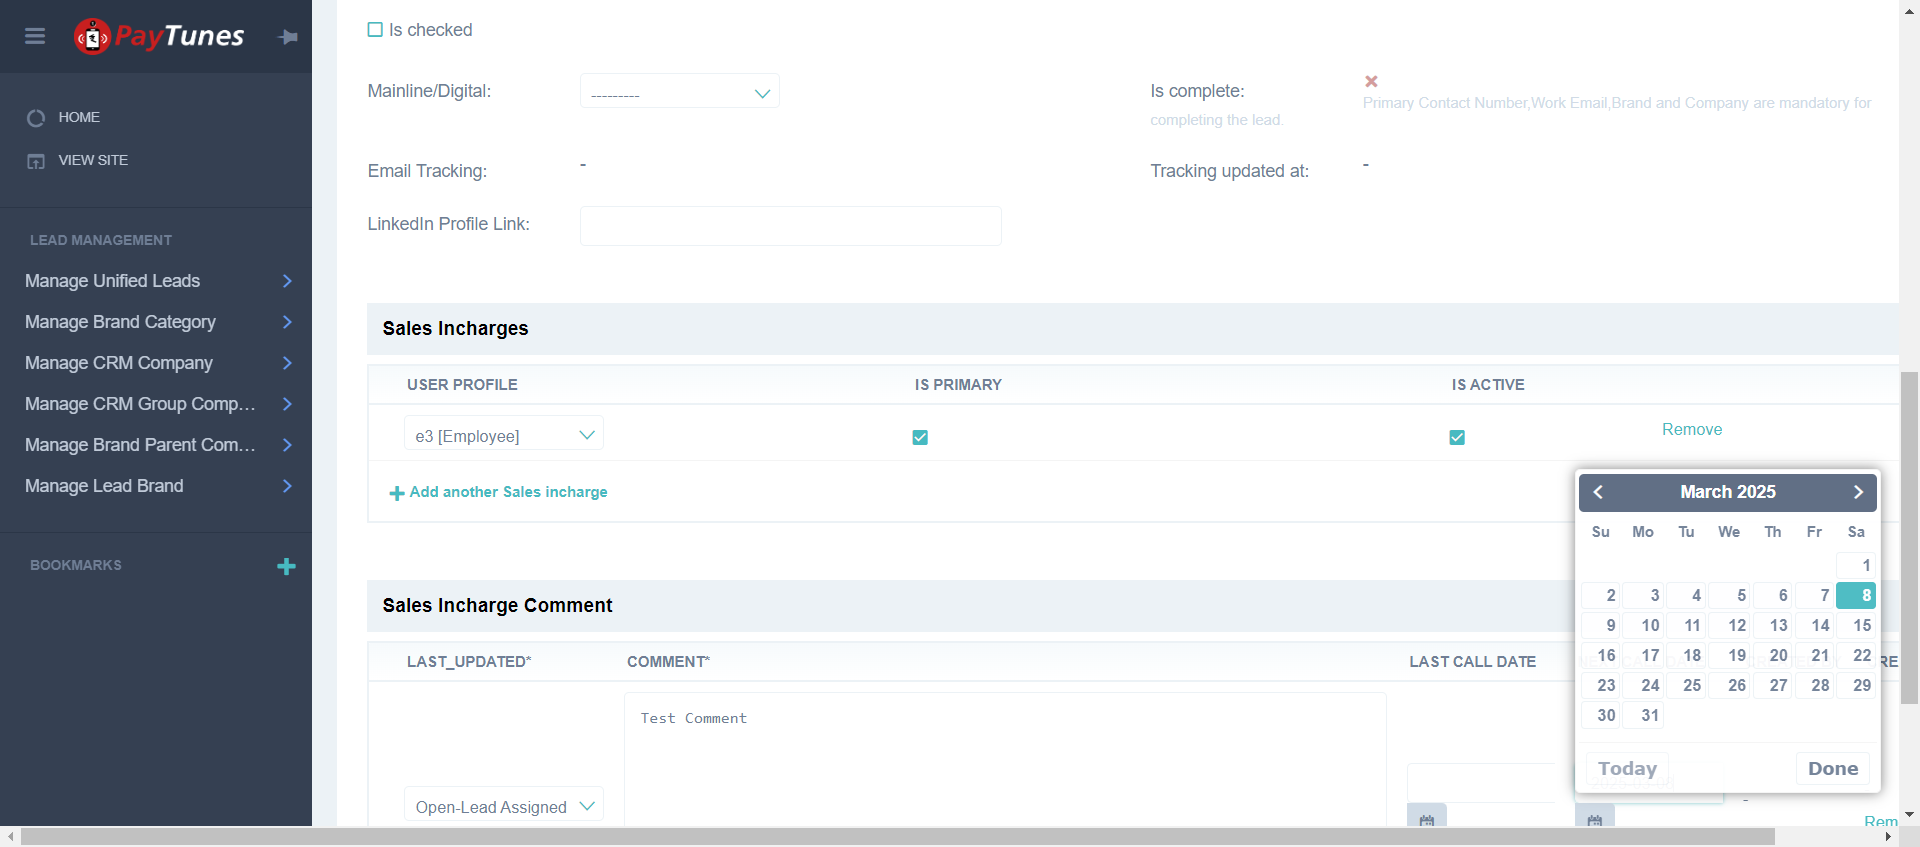 PayTunes
HOME
VIEW SITE
LEAD MANAGEMENT
Manage Unified Leads
Manage Brand Category
Manage CRM Company
Manage CRM Group Comp...
Manage Brand Parent Com...
Manage Lead Brand
BOOKMARKS
Is checked
Mainline/Digital:
---------
Is complete:
Primary Contact Number,Work Email,Brand and Company are mandatory for
completing the lead.
Email Tracking:
-
Tracking updated at:
-
LinkedIn Profile Link:
Sales Incharges
USER PROFILE IS PRIMARY IS ACTIVE
e3 [Employee]
Remove
Add another Sales incharge
Sales Incharge Comment
LAST_UPDATED* COMMENT* LAST CALL DATE
Open-Lead Assigned
Test Comment
-
Rem
March 2025
Su Mo Tu We Th Fr Sa
1
2 3 4 5 6 7 8
9 10 11 12 13 14 15
16 17 18 19 20 21 22
23 24 25 26 27 28 29
30 31
Today
Done